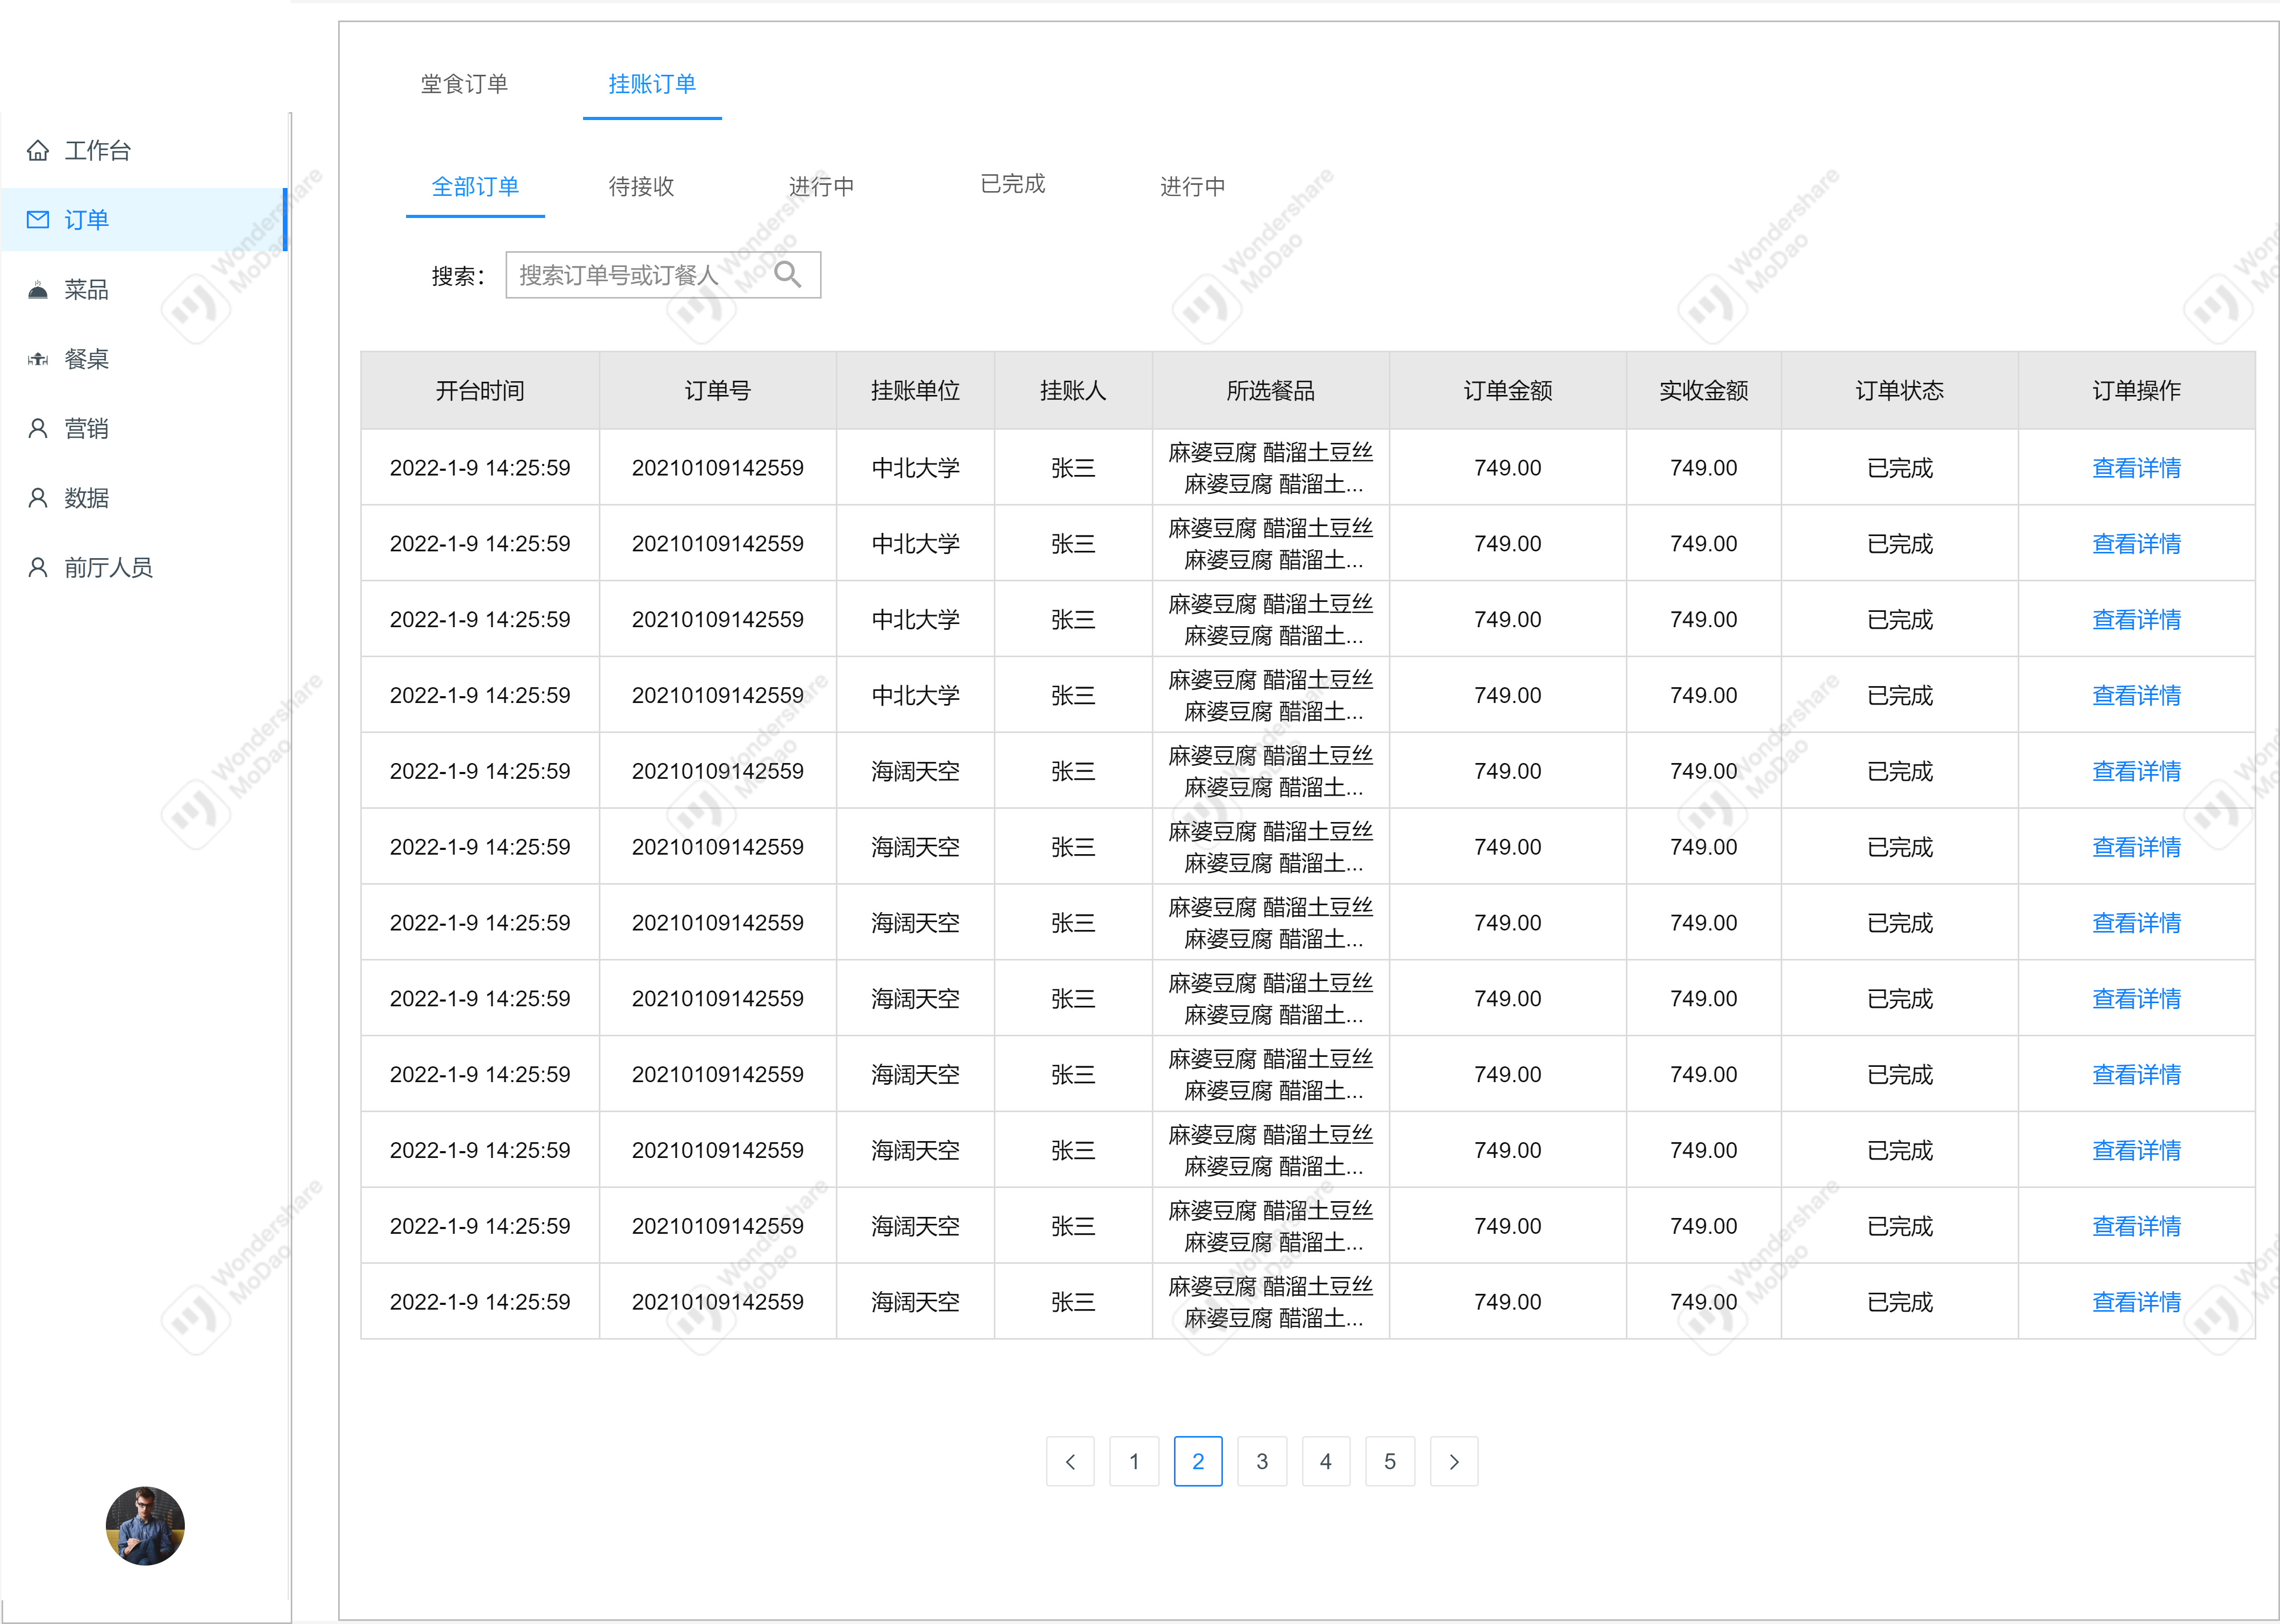 堂食订单 挂账订单
工作台
订单
菜品
餐桌
营销
数据
前厅人员
全部订单 待接收 进行中 已完成 进行中
搜索： 搜索订单号或订餐人
开台时间 订单号 挂账单位 挂账人 所选餐品 订单金额 实收金额 订单状态 订单操作
2022-1-9 14:25:59 20210109142559 中北大学 张三 麻婆豆腐 醋溜土豆丝 749.00 749.00 已完成 查看详情
麻婆豆腐 醋溜土...
2022-1-9 14:25:59 20210109142559 中北大学 张三 麻婆豆腐 醋溜土豆丝 749.00 749.00 已完成 查看详情
麻婆豆腐 醋溜土...
2022-1-9 14:25:59 20210109142559 中北大学 张三 麻婆豆腐 醋溜土豆丝 749.00 749.00 已完成 查看详情
麻婆豆腐 醋溜土...
2022-1-9 14:25:59 20210109142559 中北大学 张三 麻婆豆腐 醋溜土豆丝 749.00 749.00 已完成 查看详情
麻婆豆腐 醋溜土...
2022-1-9 14:25:59 20210109142559 海阔天空 张三 麻婆豆腐 醋溜土豆丝 749.00 749.00 已完成 查看详情
麻婆豆腐 醋溜土...
2022-1-9 14:25:59 20210109142559 海阔天空 张三 麻婆豆腐 醋溜土豆丝 749.00 749.00 已完成 查看详情
麻婆豆腐 醋溜土...
2022-1-9 14:25:59 20210109142559 海阔天空 张三 麻婆豆腐 醋溜土豆丝 749.00 749.00 已完成 查看详情
麻婆豆腐 醋溜土...
2022-1-9 14:25:59 20210109142559 海阔天空 张三 麻婆豆腐 醋溜土豆丝 749.00 749.00 已完成 查看详情
麻婆豆腐 醋溜土...
2022-1-9 14:25:59 20210109142559 海阔天空 张三 麻婆豆腐 醋溜土豆丝 749.00 749.00 已完成 查看详情
麻婆豆腐 醋溜土...
2022-1-9 14:25:59 20210109142559 海阔天空 张三 麻婆豆腐 醋溜土豆丝 749.00 749.00 已完成 查看详情
麻婆豆腐 醋溜土...
2022-1-9 14:25:59 20210109142559 海阔天空 张三 麻婆豆腐 醋溜土豆丝 749.00 749.00 已完成 查看详情
麻婆豆腐 醋溜土...
2022-1-9 14:25:59 20210109142559 海阔天空 张三 麻婆豆腐 醋溜土豆丝 749.00 749.00 已完成 查看详情
麻婆豆腐 醋溜土...
1 2 3 4 5
Wondershare
MoDao